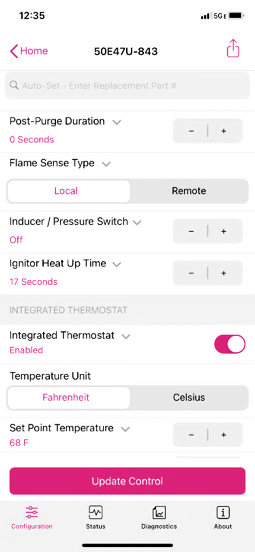 12:35
5G E
Home
50E47U-843
Auto-Set - Enter Replacement Part #
Post-Purge Duration
0 Seconds
− | +
Flame Sense Type
Local
Remote
Inducer / Pressure Switch
Off
− | +
Ignitor Heat Up Time
17 Seconds
− | +
INTEGRATED THERMOSTAT
Integrated Thermostat
Enabled
Temperature Unit
Fahrenheit
Celsius
Set Point Temperature
68 F
− | +
Update Control
Configuration
Status
Diagnostics
About